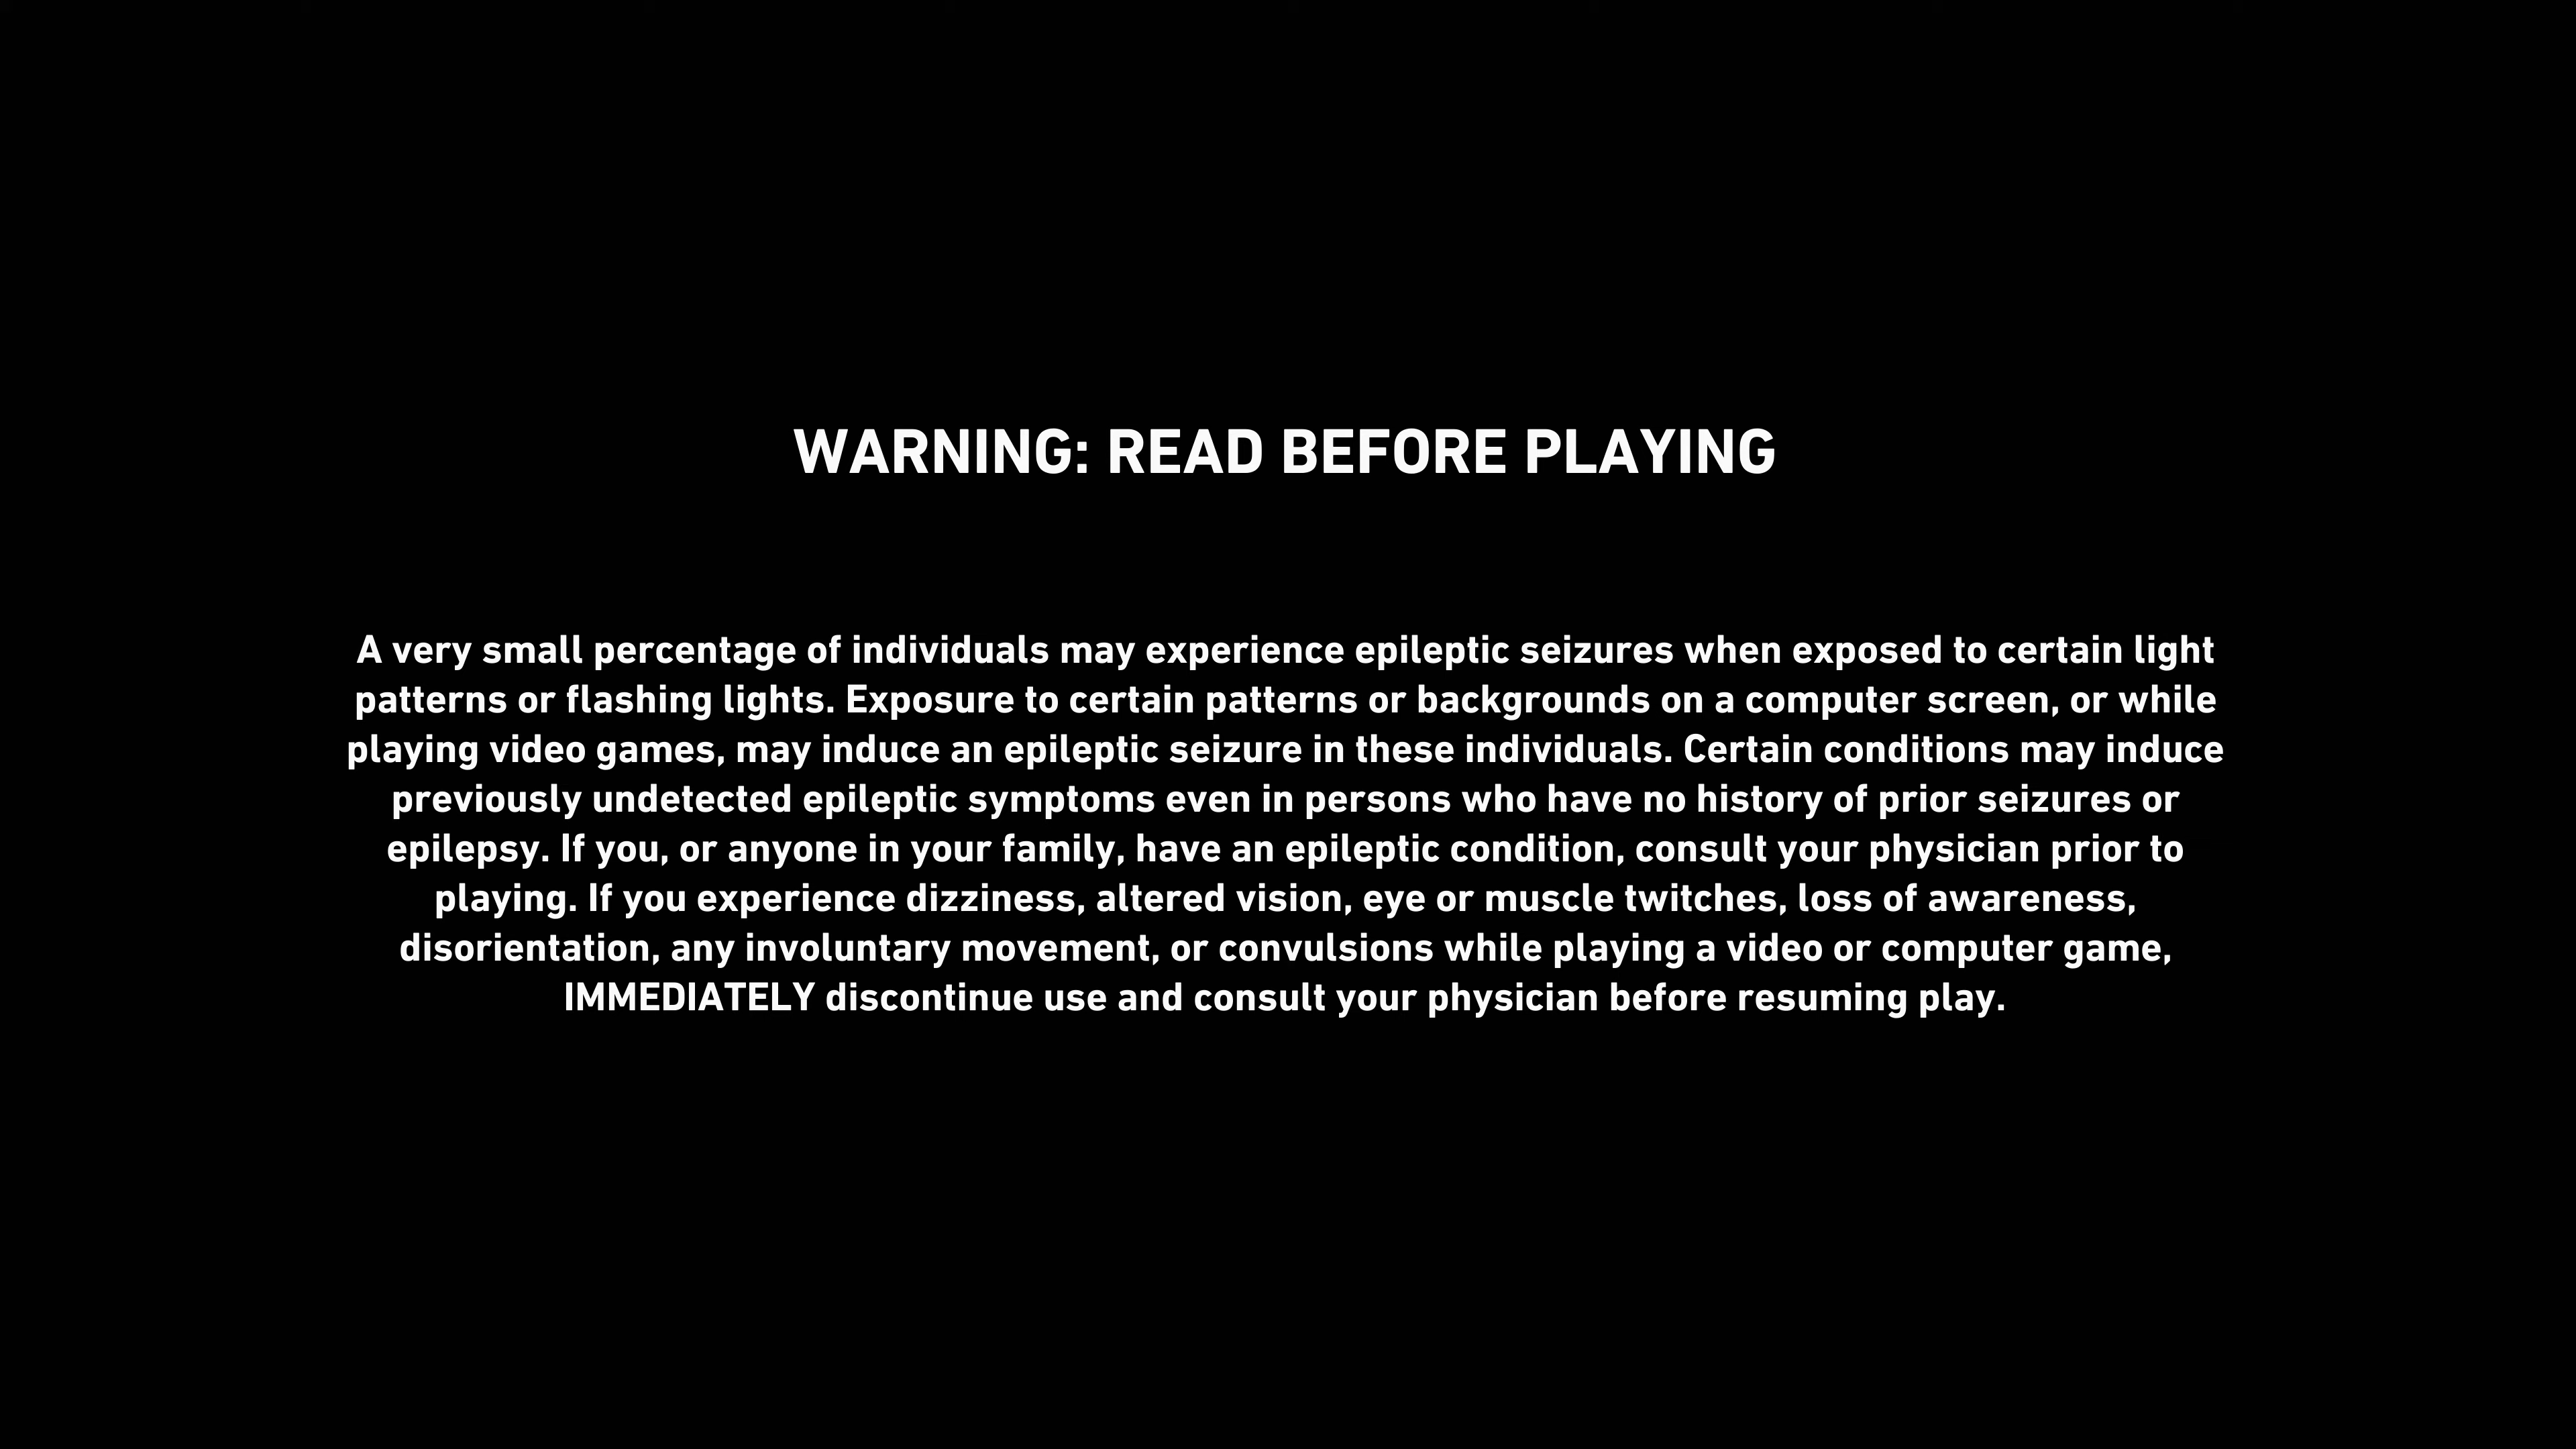 WARNING: READ BEFORE PLAYING
A very small percentage of individuals may experience epileptic seizures when exposed to certain light
patterns or flashing lights. Exposure to certain patterns or backgrounds on a computer screen, or while
playing video games, may induce an epileptic seizure in these individuals. Certain conditions may induce
previously undetected epileptic symptoms even in persons who have no history of prior seizures or
epilepsy. If you, or anyone in your family, have an epileptic condition, consult your physician prior to
playing. If you experience dizziness, altered vision, eye or muscle twitches, loss of awareness,
disorientation, any involuntary movement, or convulsions while playing a video or computer game,
IMMEDIATELY discontinue use and consult your physician before resuming play.